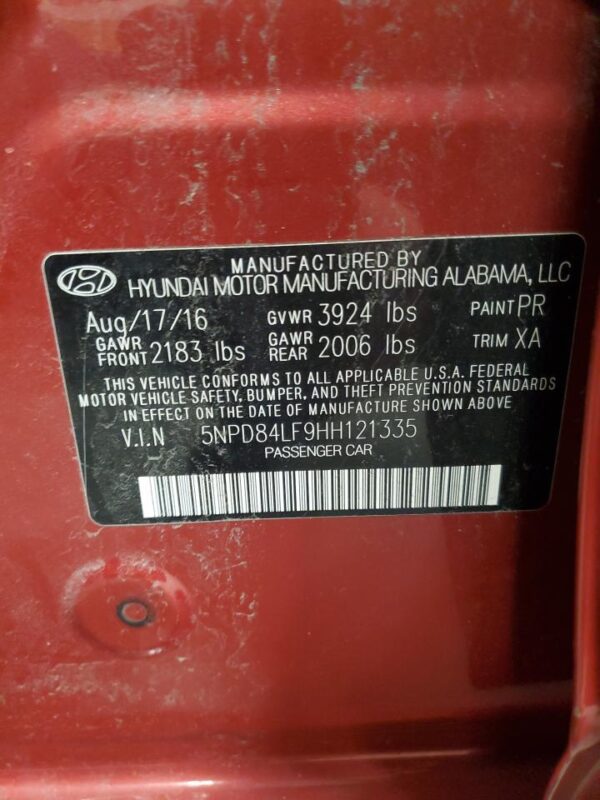 MANUFACTURED BY
HYUNDAI MOTOR MANUFACTURING ALABAMA, LLC
Aug/17/16 GVWR 3924 lbs PAINT PR
GAWR FRONT 2183 lbs GAWR REAR 2006 lbs TRIM XA
THIS VEHICLE CONFORMS TO ALL APPLICABLE U.S.A. FEDERAL
MOTOR VEHICLE SAFETY, BUMPER, AND THEFT PREVENTION STANDARDS
IN EFFECT ON THE DATE OF MANUFACTURE SHOWN ABOVE
V.I.N 5NPD84LF9HH121335
PASSENGER CAR